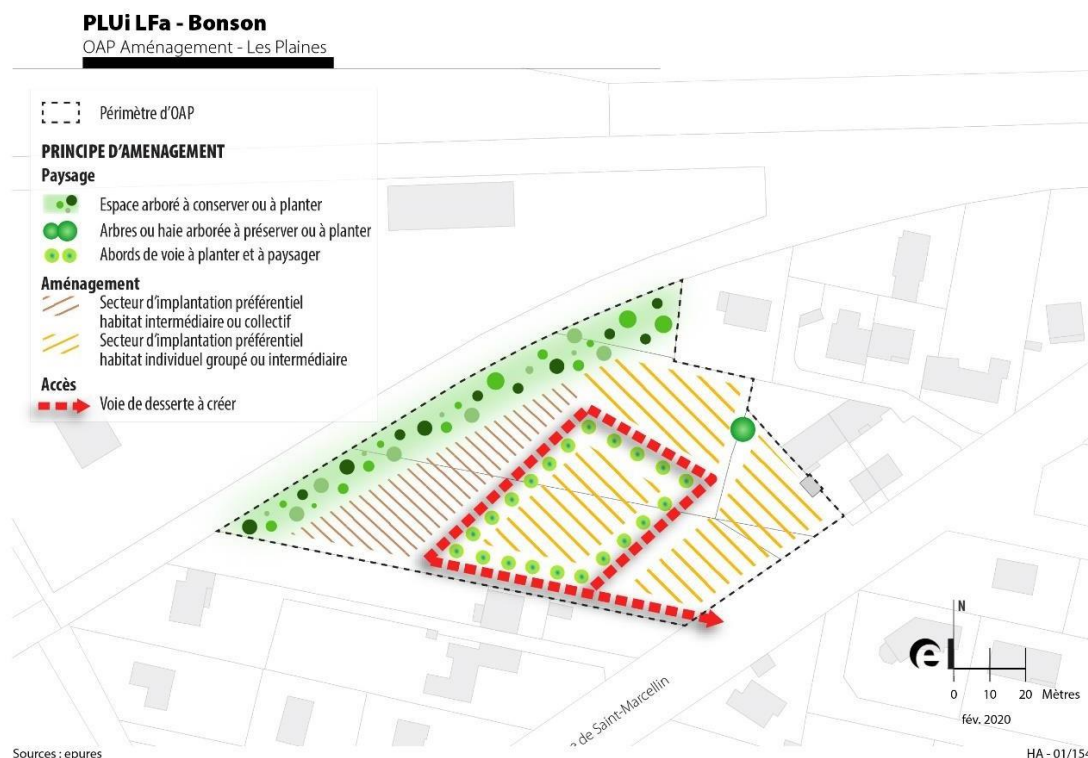 PLUi LFa - Bonson
OAP Aménagement - Les Plaines
Périmètre d'OAP
PRINCIPE D'AMENAGEMENT
Paysage
Espace arboré à conserver ou à planter
Arbres ou haie arborée à préserver ou à planter
Abords de voie à planter et à paysager
Aménagement
Secteur d'implantation préférentiel
habitat intermédiaire ou collectif
Secteur d'implantation préférentiel
habitat individuel groupé ou intermédiaire
Accès
Voie de desserte à créer
e de Saint-Marcellin
N
e
0 10 20 Mètres
fév. 2020
Sources : epures
HA - 01/154